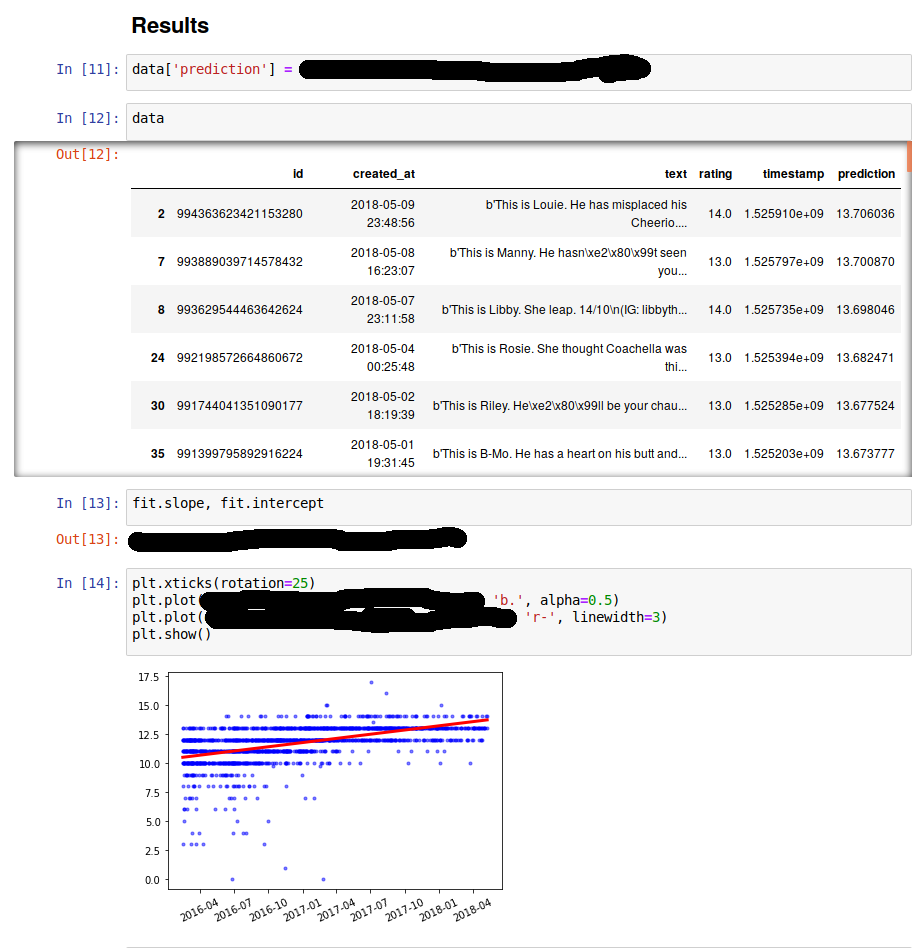 Results
In [11]: data['prediction'] =
In [12]: data
Out[12]:
id created_at text rating timestamp prediction
2 994363623421153280 2018-05-09 23:48:56 b'This is Louie. He has misplaced his Cheerio.... 14.0 1.525910e+09 13.706036
7 993889039714578432 2018-05-08 16:23:07 b'This is Manny. He hasn\xe2\x80\x99t seen you... 13.0 1.525797e+09 13.700870
8 993629544463642624 2018-05-07 23:11:58 b'This is Libby. She leap. 14/10\n(IG: libbyth... 14.0 1.525735e+09 13.698046
24 992198572664860672 2018-05-04 00:25:48 b'This is Rosie. She thought Coachella was thi... 13.0 1.525394e+09 13.682471
30 991744041351090177 2018-05-02 18:19:39 b'This is Riley. He\xe2\x80\x99ll be your chau... 13.0 1.525285e+09 13.677524
35 991399795892916224 2018-05-01 19:31:45 b'This is B-Mo. He has a heart on his butt and... 13.0 1.525203e+09 13.673777
In [13]: fit.slope, fit.intercept
Out[13]:
In [14]: plt.xticks(rotation=25)
plt.plot( 'b.', alpha=0.5)
plt.plot( 'r-', linewidth=3)
plt.show()
17.5
15.0
12.5
10.0
7.5
5.0
2.5
0.0
2016-04 2016-07 2016-10 2017-01 2017-04 2017-07 2017-10 2018-01 2018-04